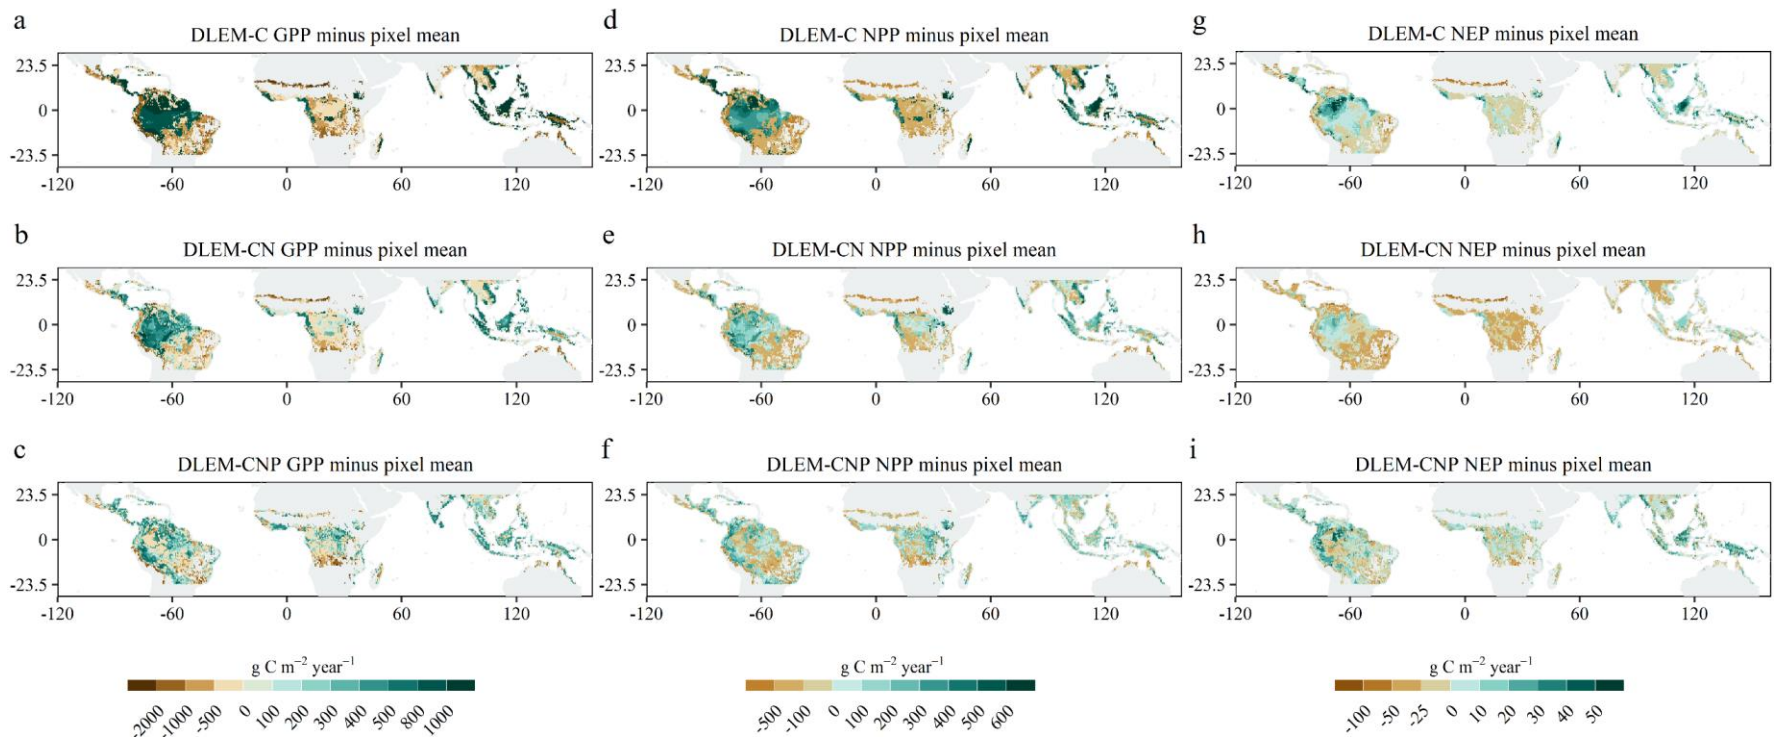 a
DLEM-C GPP minus pixel mean
23.5
0
-23.5
-120 -60 0 60 120
d
DLEM-C NPP minus pixel mean
23.5
0
-23.5
-120 -60 0 60 120
g
DLEM-C NEP minus pixel mean
23.5
0
-23.5
-120 -60 0 60 120
b
DLEM-CN GPP minus pixel mean
23.5
0
-23.5
-120 -60 0 60 120
e
DLEM-CN NPP minus pixel mean
23.5
0
-23.5
-120 -60 0 60 120
h
DLEM-CN NEP minus pixel mean
23.5
0
-23.5
-120 -60 0 60 120
c
DLEM-CNP GPP minus pixel mean
23.5
0
-23.5
-120 -60 0 60 120
f
DLEM-CNP NPP minus pixel mean
23.5
0
-23.5
-120 -60 0 60 120
i
DLEM-CNP NEP minus pixel mean
23.5
0
-23.5
-120 -60 0 60 120
g C m⁻² year⁻¹
-2000 -1000 -500 0 100 200 300 400 500 800 1000
g C m⁻² year⁻¹
-500 -100 0 100 200 300 400 500 600
g C m⁻² year⁻¹
-100 -50 -25 0 10 20 30 40 50